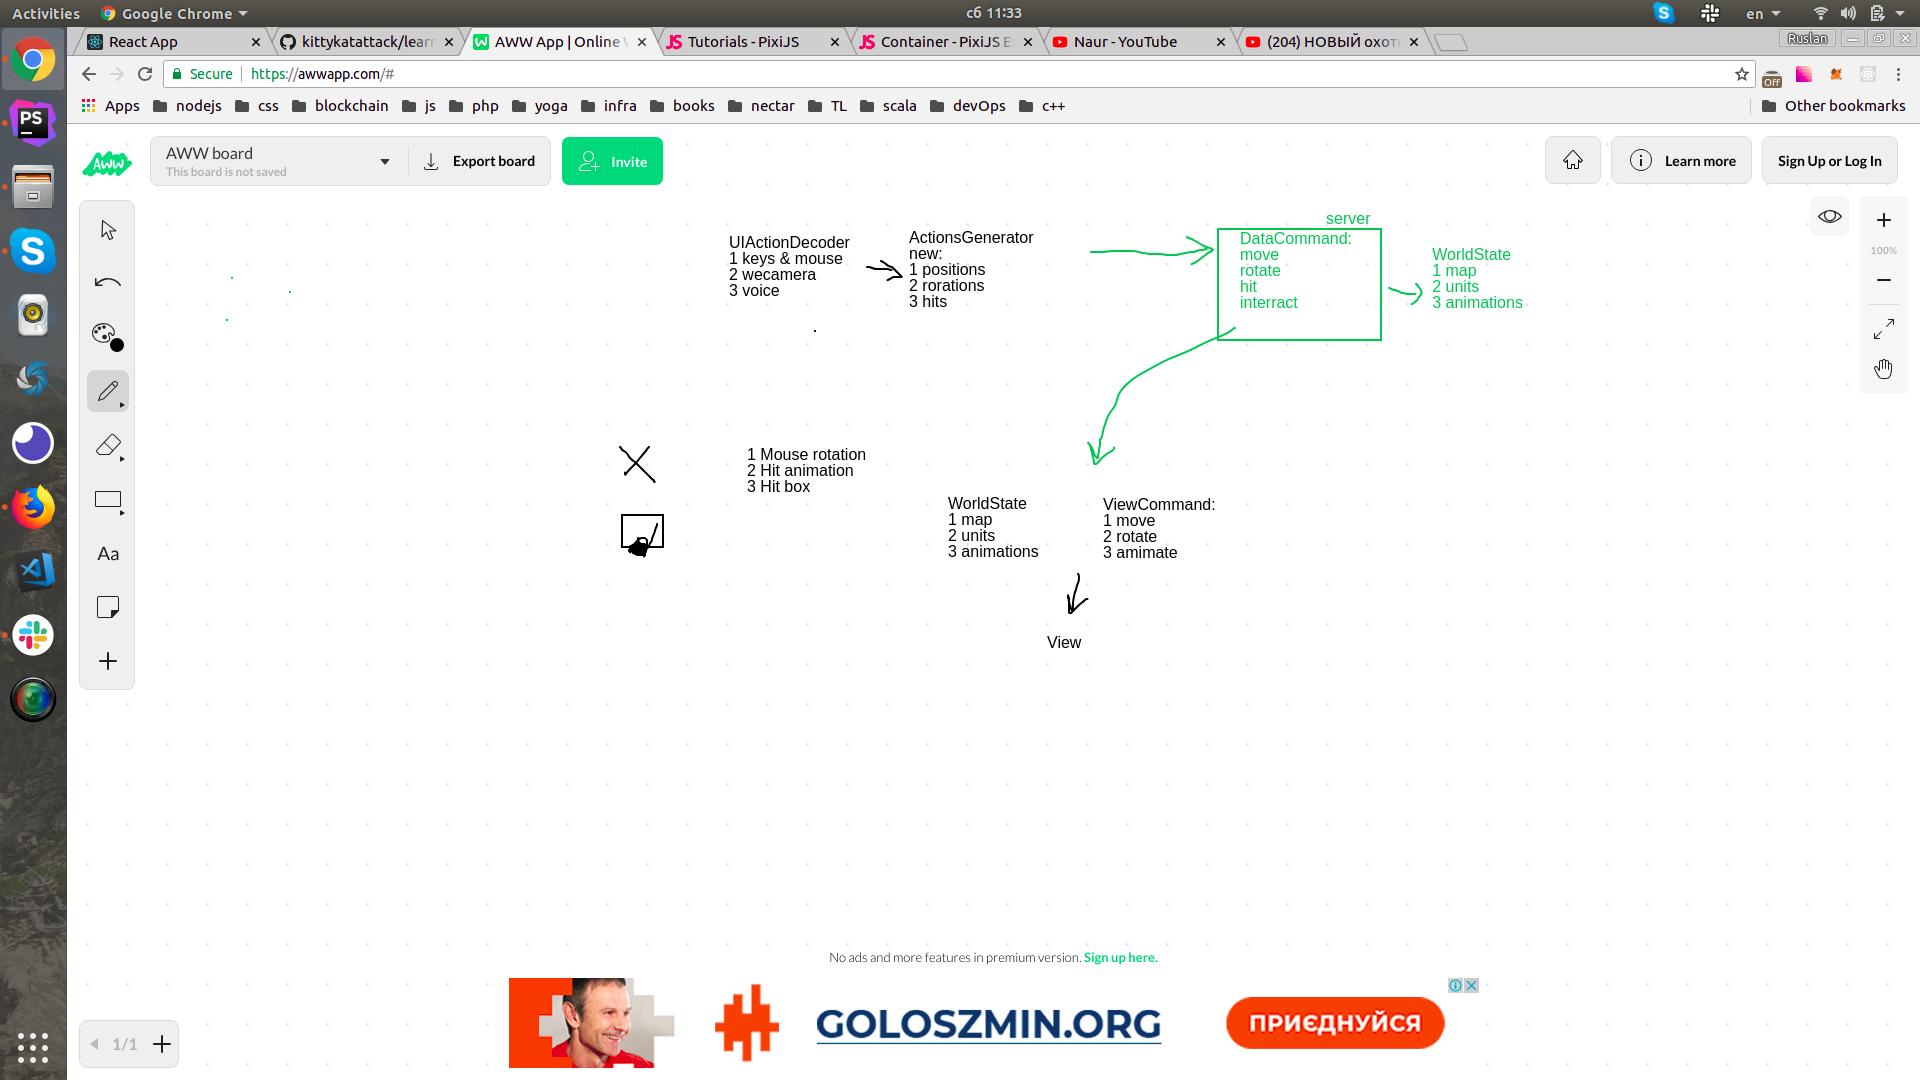 Activities
Google Chrome
сб 11:33
en
React App
kittykatattack/lear
AWW App | Online W
Tutorials - PixiJS
Container - PixiJS E
Naur - YouTube
(204) НОВЫЙ охот
Ruslan
Secure
https://awwapp.com/#
Off
Apps
nodejs
css
blockchain
js
php
yoga
infra
books
nectar
TL
scala
devOps
c++
Other bookmarks
AWW
AWW board
This board is not saved
Export board
Invite
Learn more
Sign Up or Log In
PS
Aa
100%
UIActionDecoder
1 keys & mouse
2 wecamera
3 voice
ActionsGenerator
new:
1 positions
2 rorations
3 hits
server
DataCommand:
move
rotate
hit
interract
WorldState
1 map
2 units
3 animations
1 Mouse rotation
2 Hit animation
3 Hit box
WorldState
1 map
2 units
3 animations
ViewCommand:
1 move
2 rotate
3 amimate
View
No ads and more features in premium version. Sign up here.
GOLOSZMIN.ORG
ПРИЄДНУЙСЯ
1/1